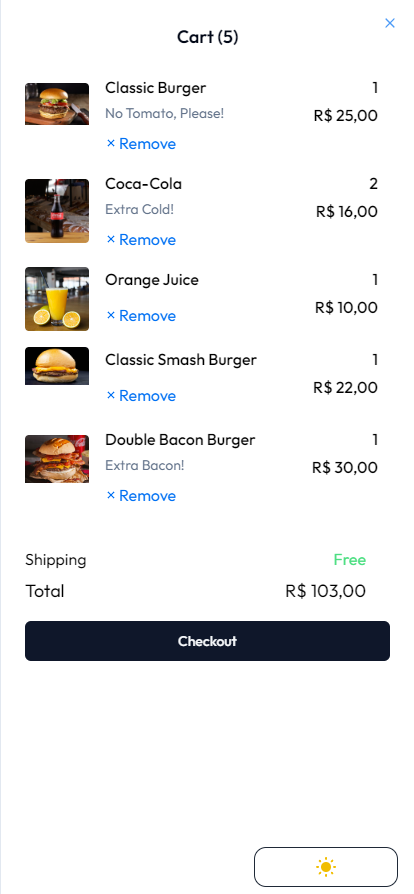 Cart (5)
Classic Burger 1
No Tomato, Please! R$ 25,00
× Remove
Coca-Cola 2
Extra Cold! R$ 16,00
× Remove
Orange Juice 1
R$ 10,00
× Remove
Classic Smash Burger 1
R$ 22,00
× Remove
Double Bacon Burger 1
Extra Bacon! R$ 30,00
× Remove
Shipping Free
Total R$ 103,00
Checkout